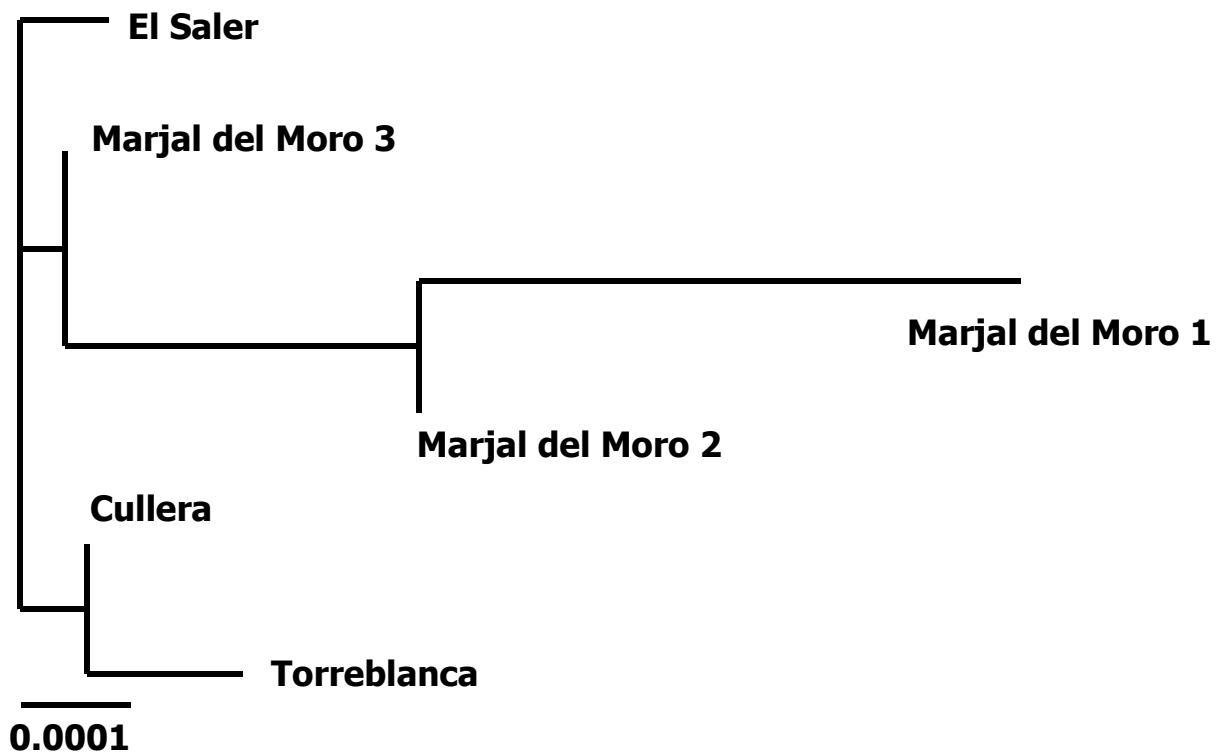 El Saler
Marjal del Moro 3
Marjal del Moro 1
Marjal del Moro 2
Cullera
Torreblanca
0.0001